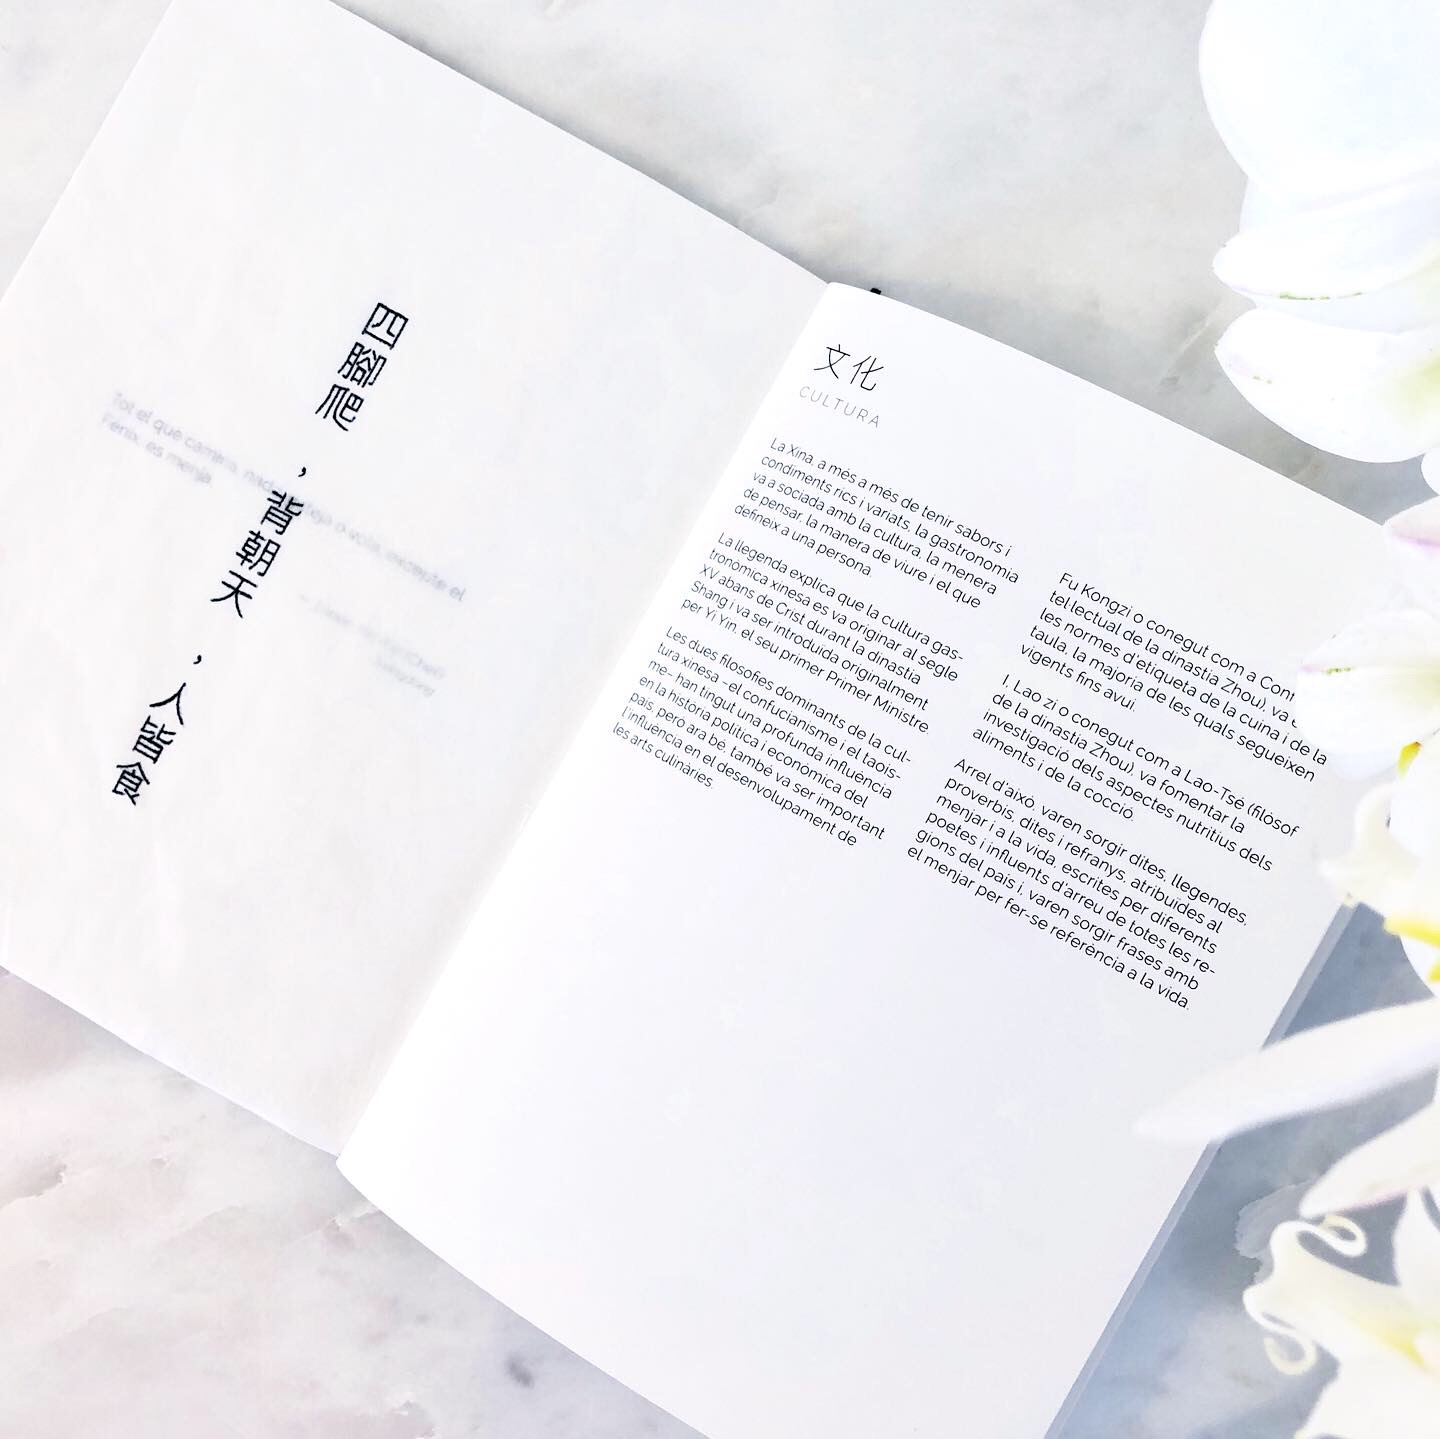 四腳爬，背朝天，人皆食
Tot el que camina, neda, repta o vola, excepte el
Fènix, es menja
文化
CULTURA
La Xina, a més a més de tenir sabors i
condiments rics i variats, la gastronomia
va a sociada amb la cultura, la menera
de pensar, la manera de viure i el que
defineix a una persona.
La llegenda explica que la cultura gas-
tronòmica xinesa es va originar al segle
XV abans de Crist durant la dinastia
Shang i va ser introduïda originalment
per Yi Yin, el seu primer Primer Ministre.
Les dues filosofies dominants de la cul-
tura xinesa - el confucianisme i el taois-
me- han tingut una profunda influència
en la història política i econòmica del
país, però ara bé, també va ser important
l'influència en el desenvolupament de
les arts culinàries.
Fu Kongzi o conegut com a Conf
tel·lectual de la dinastia Zhou), va
les normes d'etiqueta de la cuina i de la
taula, la majoria de les quals segueixen
vigents fins avui.
I, Lao zi o conegut com a Lao-Tsé (filòsof
de la dinastia Zhou), va fomentar la
investigació dels aspectes nutritius dels
aliments i de la cocció.
Arrel d'això, varen sorgir dites, llegendes,
proverbis, dites i refranys, atribuïdes al
menjar i a la vida, escrites per diferents
poetes i influents d'arreu de totes les re-
gions del país i, varen sorgir frases amb
el menjar per fer-se referència a la vida.